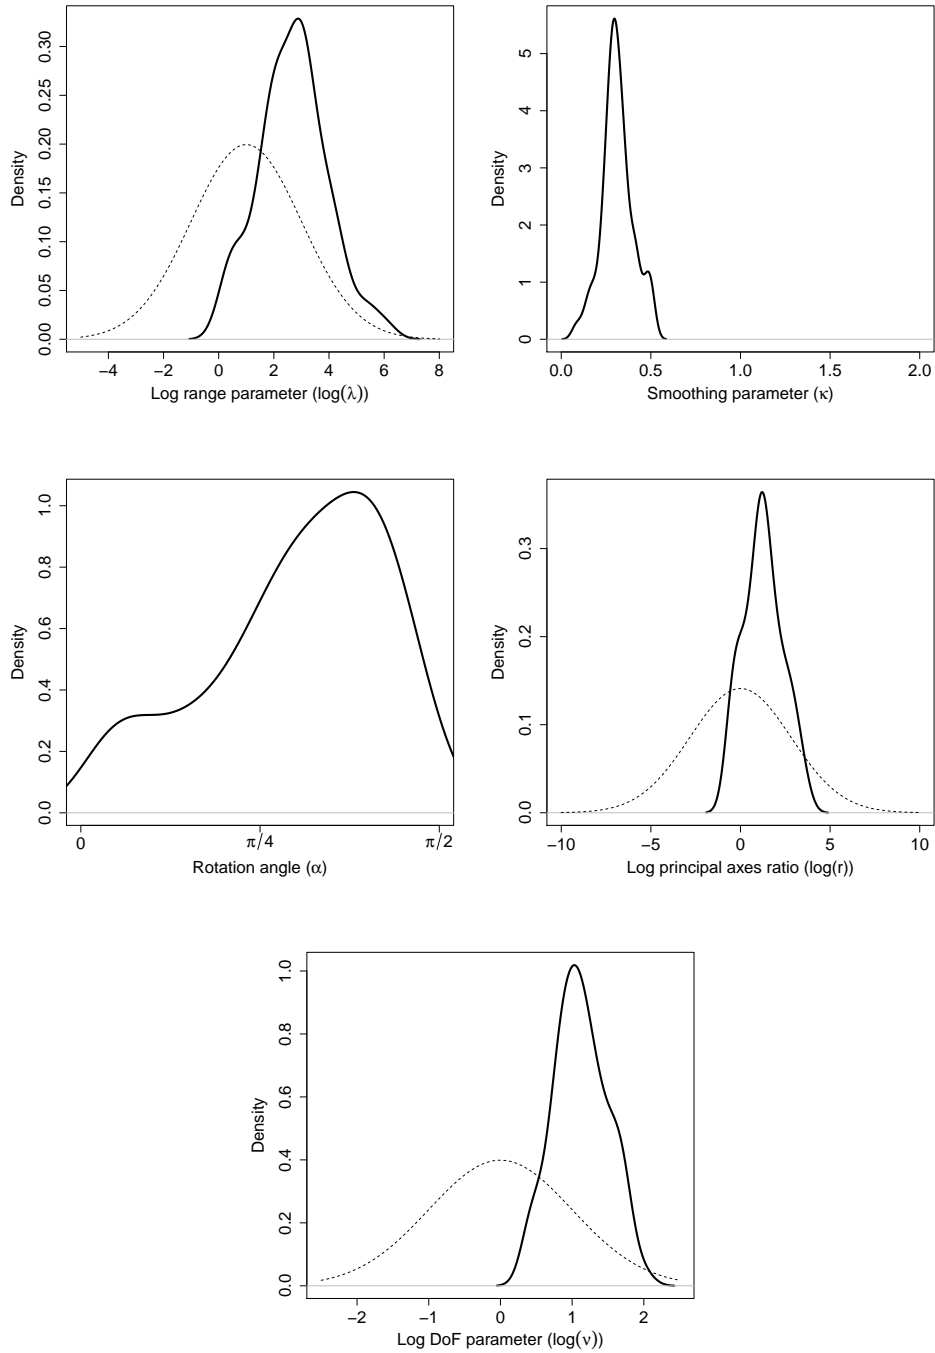 0.00 0.05 0.10 0.15 0.20 0.25 0.30
Density
−4 −2 0 2 4 6 8
Log range parameter (log(λ))
0 1 2 3 4 5
Density
0.0 0.5 1.0 1.5 2.0
Smoothing parameter (κ)
0.0 0.2 0.4 0.6 0.8 1.0
Density
0 π/4 π/2
Rotation angle (α)
0.0 0.1 0.2 0.3
Density
−10 −5 0 5 10
Log principal axes ratio (log(r))
0.0 0.2 0.4 0.6 0.8 1.0
Density
−2 −1 0 1 2
Log DoF parameter (log(ν))